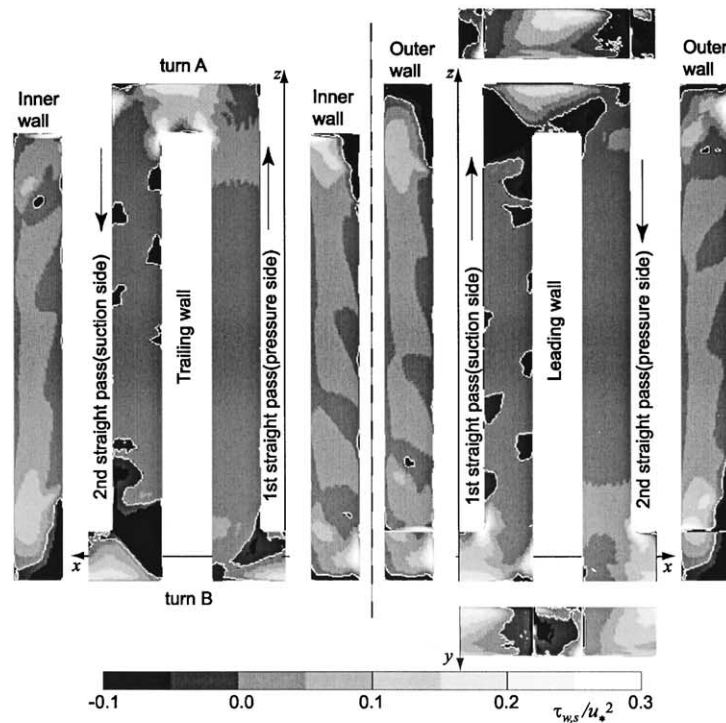 turn A
Inner
wall
z
Inner
wall
Outer
wall
z
Outer
wall
2nd straight pass(suction side)
Trailing wall
1st straight pass(pressure side)
1st straight pass(suction side)
Leading wall
2nd straight pass(pressure side)
x
x
turn B
y
-0.1 0.0 0.1 0.2 0.3
τw,s/u*²